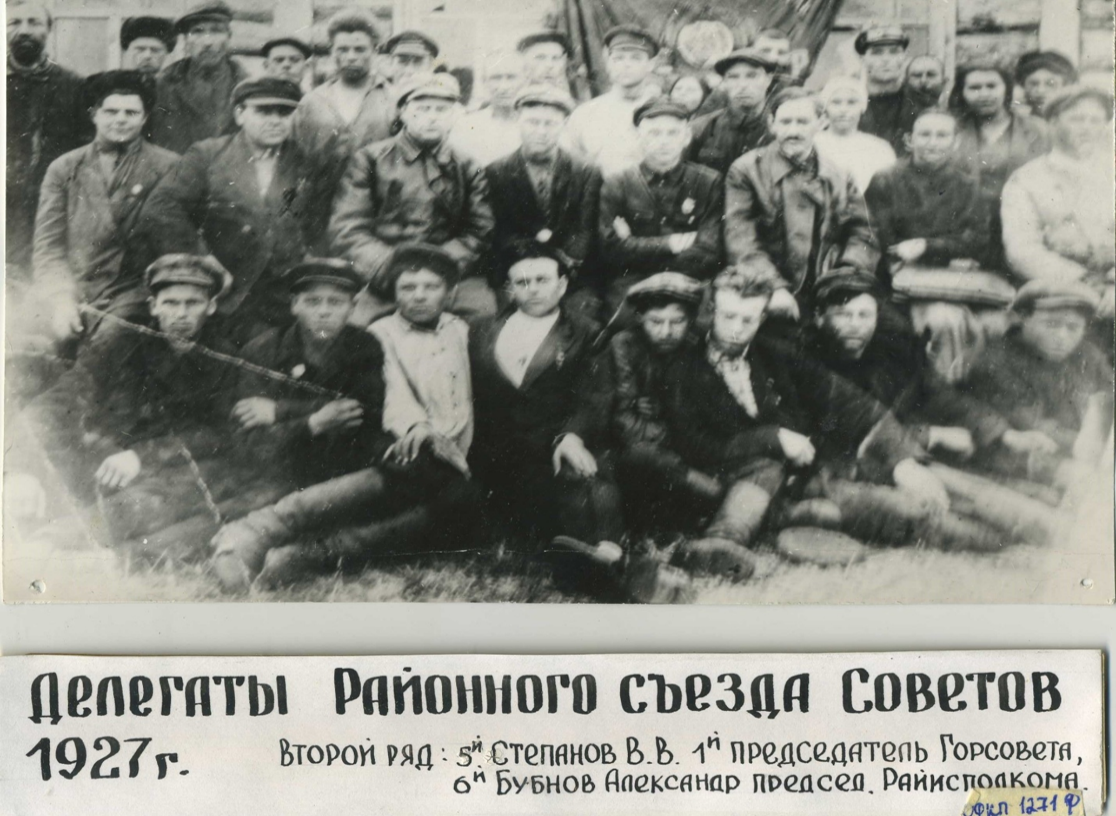 Делегаты Районного съезда Советов
1927г. Второй ряд: 5й Степанов В.В. 1й председатель Горсовета,
6й Бубнов Александр председ. Райисполкома.
ФКП 1271 Ф